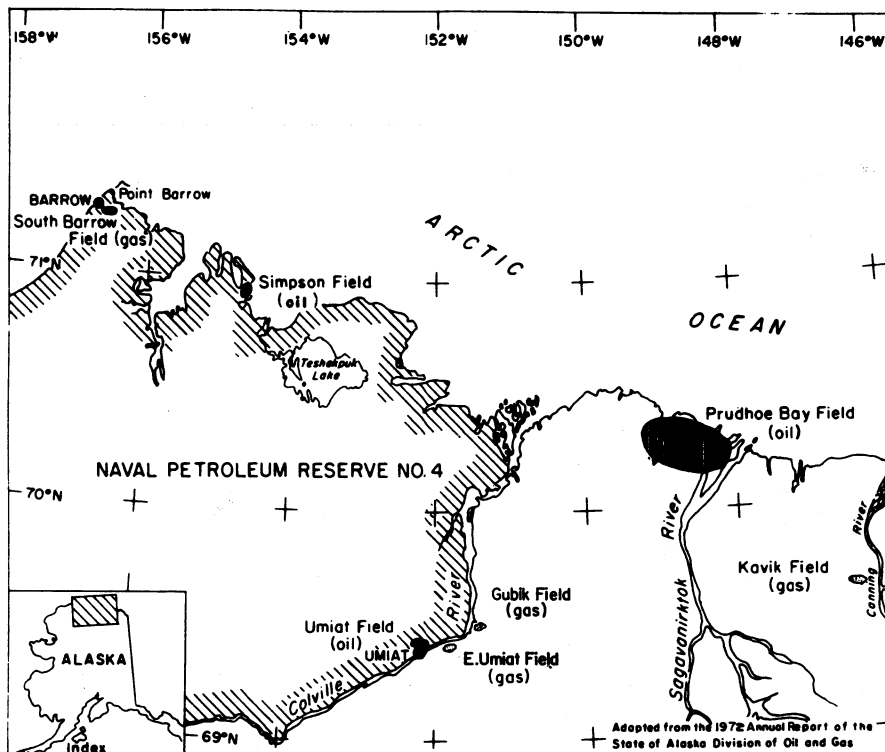 158°W 156°W 154°W 152°W 150°W 148°W 146°W
BARROW
Point Barrow
South Barrow
Field (gas)
71°N
ARCTIC
OCEAN
Simpson Field
(oil)
Teshekpuk
Lake
Prudhoe Bay Field
(oil)
NAVAL PETROLEUM RESERVE NO. 4
70°N
River
River
River
Canning
Kavik Field
(gas)
Gubik Field
(gas)
Umiat Field
(oil)
UMIAT
E. Umiat Field
(gas)
Sagavanirktok
Colville
ALASKA
Index
69°N
Adapted from the 1972 Annual Report of the
State of Alaska Division of Oil and Gas